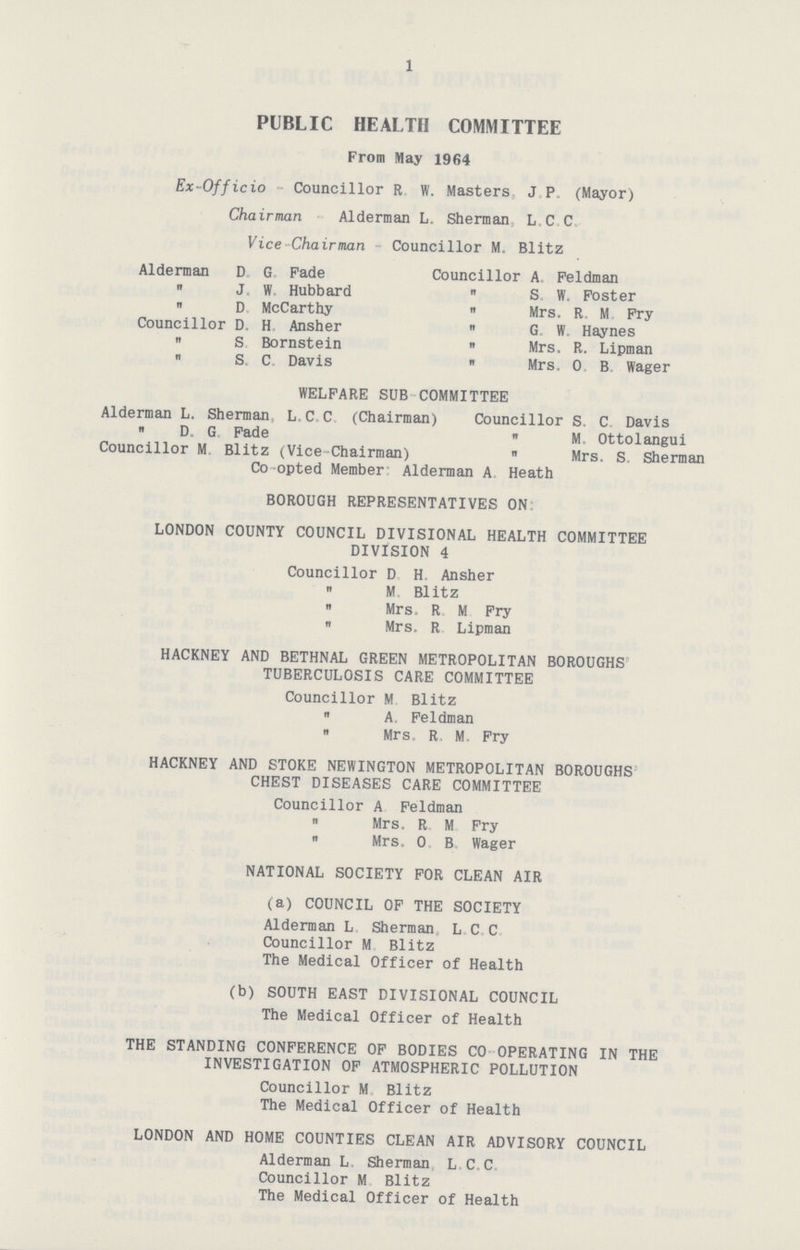 1
PUBLIC HEALTH COMMITTEE
From May 1964
Ex-Officio - Councillor R. W. Masters, J.P. (Mayor)
Chairman - Alderman L. Sherman, L.C.C.
Vice-Chairman - Councillor M. Blitz
Alderman D. G. Fade
" J. W. Hubbard
" D. McCarthy
Councillor D. H. Ansher
" S. Bornstein
" S. C. Davis
Councillor A. Feldman
" S. W. Foster
" Mrs. R. M. Fry
" G. W. Haynes
" Mrs. R. Lipman
" Mrs. O. B. Wager
WELFARE SUB-COMMITTEE
Alderman L. Sherman, L.C.C. (Chairman)
" D. G. Fade
Councillor M. Blitz (Vice-Chairman)
Councillor S. C. Davis
" M. Ottolangui
" Mrs. S. Sherman
Co-opted Member: Alderman A. Heath
BOROUGH REPRESENTATIVES ON:
LONDON COUNTY COUNCIL DIVISIONAL HEALTH COMMITTEE
DIVISION 4
Councillor D. H. Ansher
" M. Blitz
" Mrs. R. M. Fry
" Mrs. R. Lipman
HACKNEY AND BETHNAL GREEN METROPOLITAN BOROUGHS'
TUBERCULOSIS CARE COMMITTEE
Councillor M. Blitz
" A. Feldman
" Mrs. R. M. Fry
HACKNEY AND STOKE NEWINGTON METROPOLITAN BOROUGHS'
CHEST DISEASES CARE COMMITTEE
Councillor A. Feldman
" Mrs. R. M. Fry
" Mrs. O. B. Wager
NATIONAL SOCIETY FOR CLEAN AIR
(a) COUNCIL OF THE SOCIETY
Alderman L. Sherman, L.C.C.
Councillor M. Blitz
The Medical Officer of Health
(b) SOUTH EAST DIVISIONAL COUNCIL
The Medical Officer of Health
THE STANDING CONFERENCE OF BODIES CO-OPERATING IN THE
INVESTIGATION OF ATMOSPHERIC POLLUTION
Councillor M. Blitz
The Medical Officer of Health
LONDON AND HOME COUNTIES CLEAN AIR ADVISORY COUNCIL
Alderman L. Sherman, L.C.C.
Councillor M. Blitz
The Medical Officer of Health